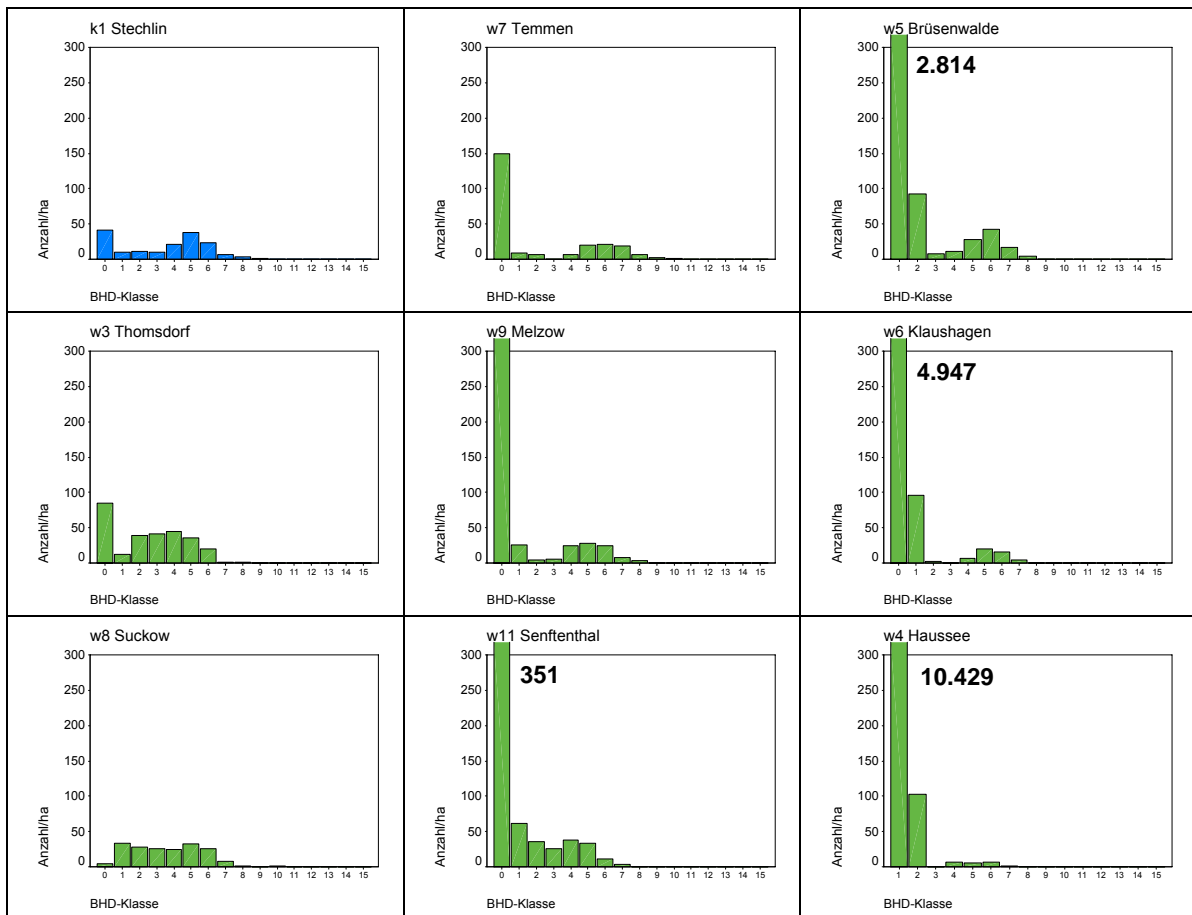 k1 Stechlin
300
250
200
150
100
50
0
Anzahl/ha
0 1 2 3 4 5 6 7 8 9 10 11 12 13 14 15
BHD-Klasse
w7 Temmen
300
250
200
150
100
50
0
Anzahl/ha
0 1 2 3 4 5 6 7 8 9 10 11 12 13 14 15
BHD-Klasse
w5 Brüsenwalde
2.814
300
250
200
150
100
50
0
Anzahl/ha
1 2 3 4 5 6 7 8 9 10 11 12 13 14 15
BHD-Klasse
w3 Thomsdorf
300
250
200
150
100
50
0
Anzahl/ha
0 1 2 3 4 5 6 7 8 9 10 11 12 13 14 15
BHD-Klasse
w9 Melzow
300
250
200
150
100
50
0
Anzahl/ha
0 1 2 3 4 5 6 7 8 9 10 11 12 13 14 15
BHD-Klasse
w6 Klaushagen
4.947
300
250
200
150
100
50
0
Anzahl/ha
0 1 2 3 4 5 6 7 8 9 10 11 12 13 14 15
BHD-Klasse
w8 Suckow
300
250
200
150
100
50
0
Anzahl/ha
0 1 2 3 4 5 6 7 8 9 10 11 12 13 14 15
BHD-Klasse
w11 Senftenthal
351
300
250
200
150
100
50
0
Anzahl/ha
0 1 2 3 4 5 6 7 8 9 10 11 12 13 14 15
BHD-Klasse
w4 Haussee
10.429
300
250
200
150
100
50
0
Anzahl/ha
1 2 3 4 5 6 7 8 9 10 11 12 13 14 15
BHD-Klasse